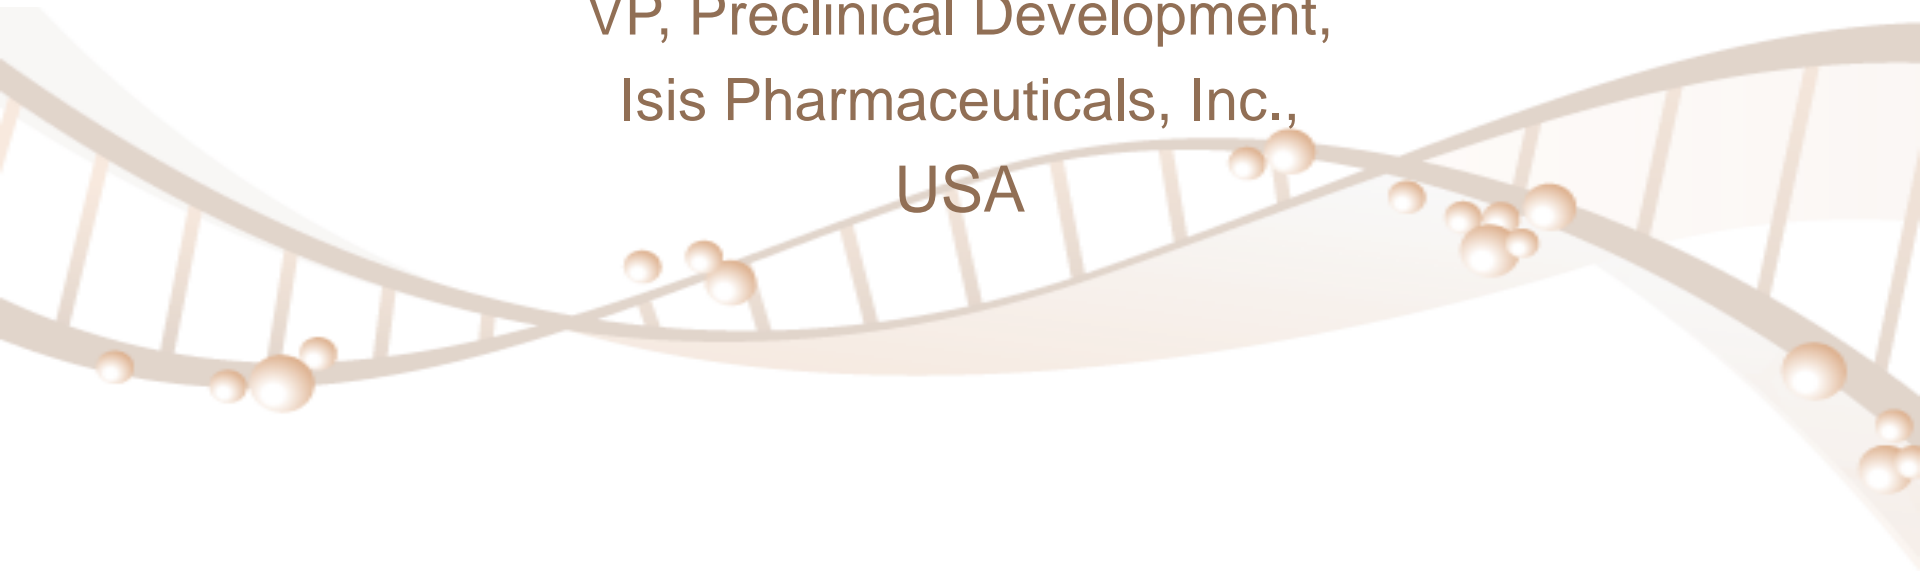 VP, Preclinical Development,
Isis Pharmaceuticals, Inc.,
USA